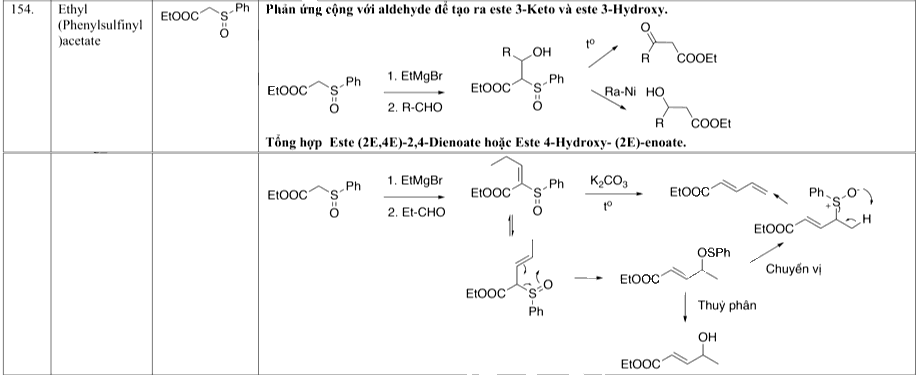 154.
Ethyl
(Phenylsulfinyl
)acetate
EtOOC S Ph
O
Phản ứng cộng với aldehyde để tạo ra este 3-Keto và este 3-Hydroxy.
EtOOC S Ph
O
1. EtMgBr
2. R-CHO
R OH
EtOOC S Ph
O
t°
O
R COOEt
Ra-Ni
HO
R COOEt
Tổng hợp Este (2E,4E)-2,4-Dienoate hoặc Este 4-Hydroxy- (2E)-enoate.
EtOOC S Ph
O
1. EtMgBr
2. Et-CHO
EtOOC S Ph
O
K2CO3
t°
EtOOC
Ph S O-
+
H
EtOOC
Chuyển vị
EtOOC S O
Ph
OSPh
EtOOC
Thuỷ phân
OH
EtOOC